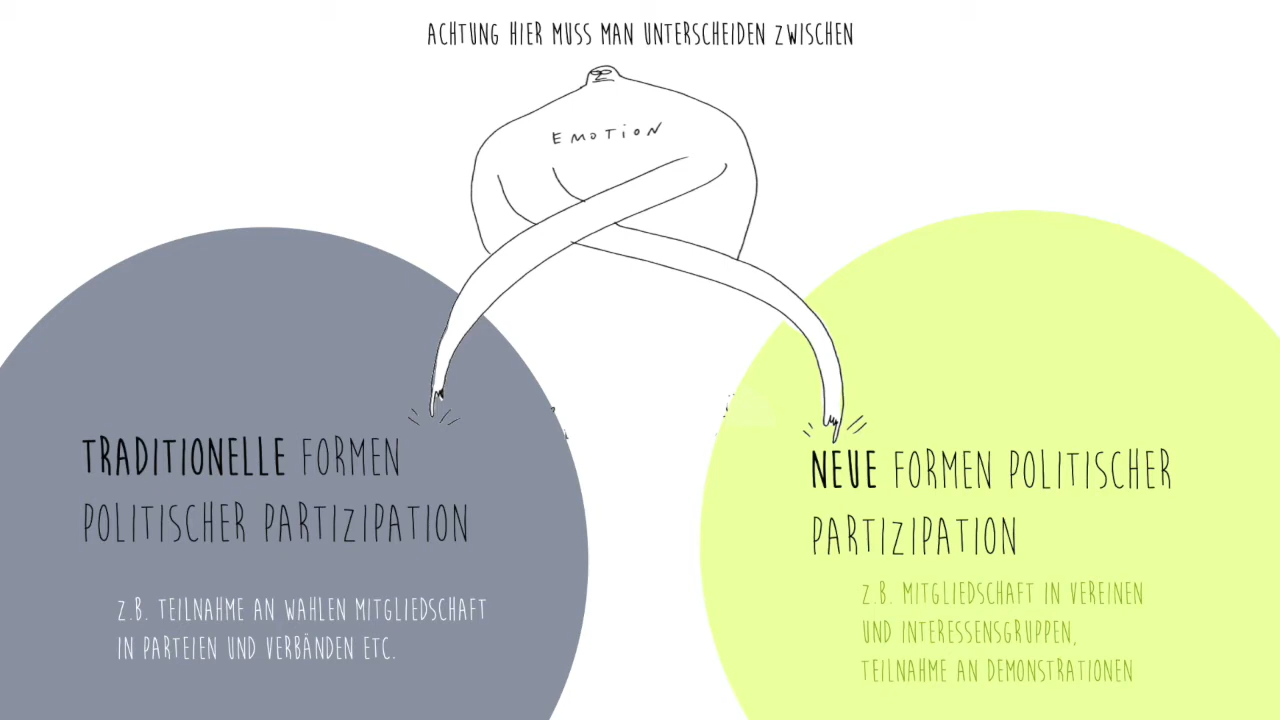 ACHTUNG HIER MUSS MAN UNTERSCHEIDEN ZWISCHEN
EMOTION
TRADITIONELLE FORMEN
POLITISCHER PARTIZIPATION
Z.B. TEILNAHME AN WAHLEN MITGLIEDSCHAFT
IN PARTEIEN UND VERBÄNDEN ETC.
NEUE FORMEN POLITISCHER
PARTIZIPATION
Z.B. MITGLIEDSCHAFT IN VEREINEN
UND INTERESSENSGRUPPEN,
TEILNAHME AN DEMONSTRATIONEN